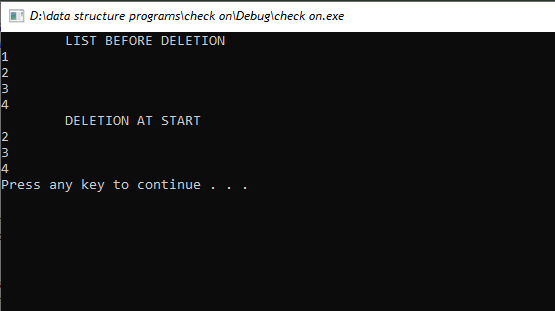 D:\data structure programs\check on\Debug\check on.exe
LIST BEFORE DELETION
1
2
3
4
DELETION AT START
2
3
4
Press any key to continue . . .